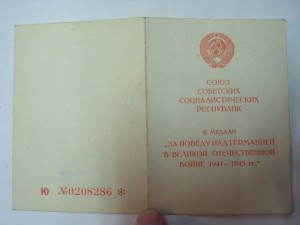 СОЮЗ
СОВЕТСКИХ
СОЦИАЛИСТИЧЕСКИХ
РЕСПУБЛИК
К МЕДАЛИ
„ЗА ПОБЕДУ НАД ГЕРМАНИЕЙ
В ВЕЛИКОЙ ОТЕЧЕСТВЕННОЙ
ВОЙНЕ 1941—1945 гг."
Ю №0208286 *